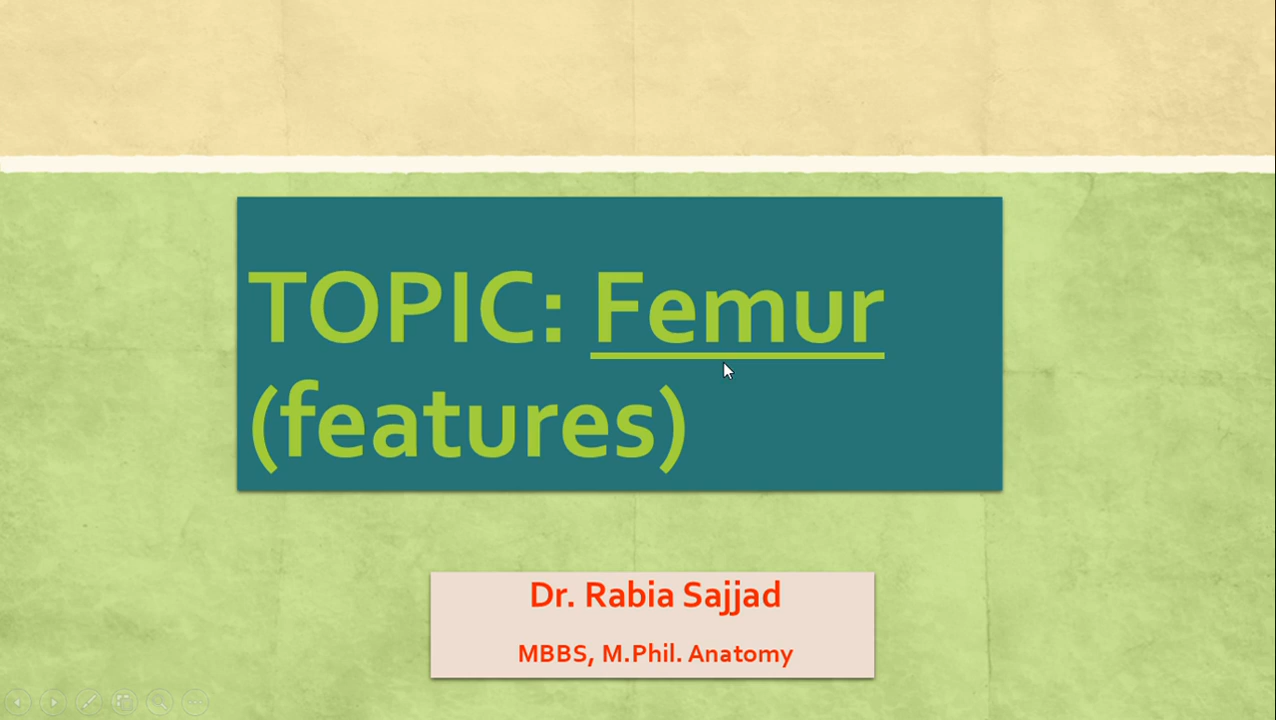 TOPIC: Femur
(features)
Dr. Rabia Sajjad
MBBS, M.Phil. Anatomy